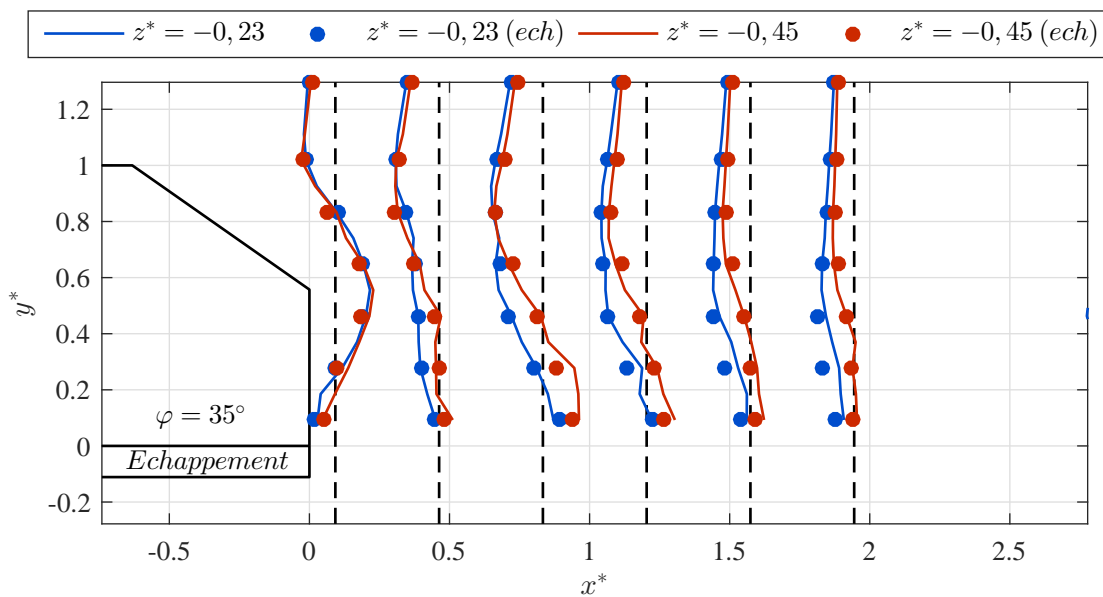 z* = −0, 23 z* = −0, 23 (ech) z* = −0, 45 z* = −0, 45 (ech)
1.2
1
0.8
0.6
0.4
0.2
0
-0.2
y*
φ = 35°
Echappement
-0.5 0 0.5 1 1.5 2 2.5
x*